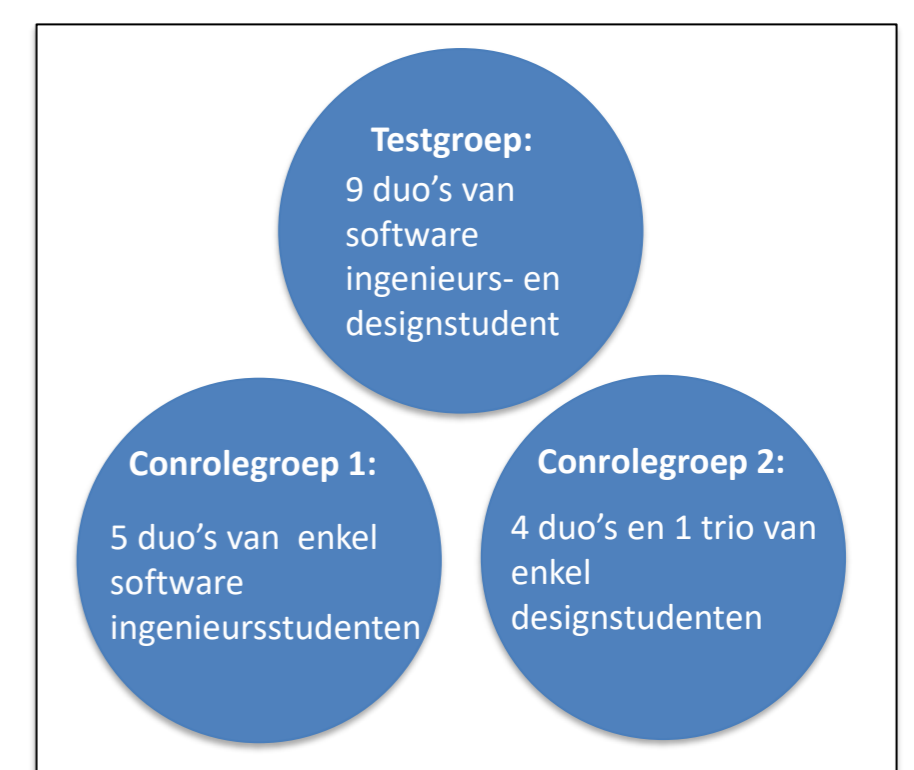 Testgroep:
9 duo’s van
software
ingenieurs- en
designstudent
Conrolegroep 1:
5 duo’s van  enkel
software
ingenieursstudenten
Conrolegroep 2:
4 duo’s en 1 trio van
enkel
designstudenten